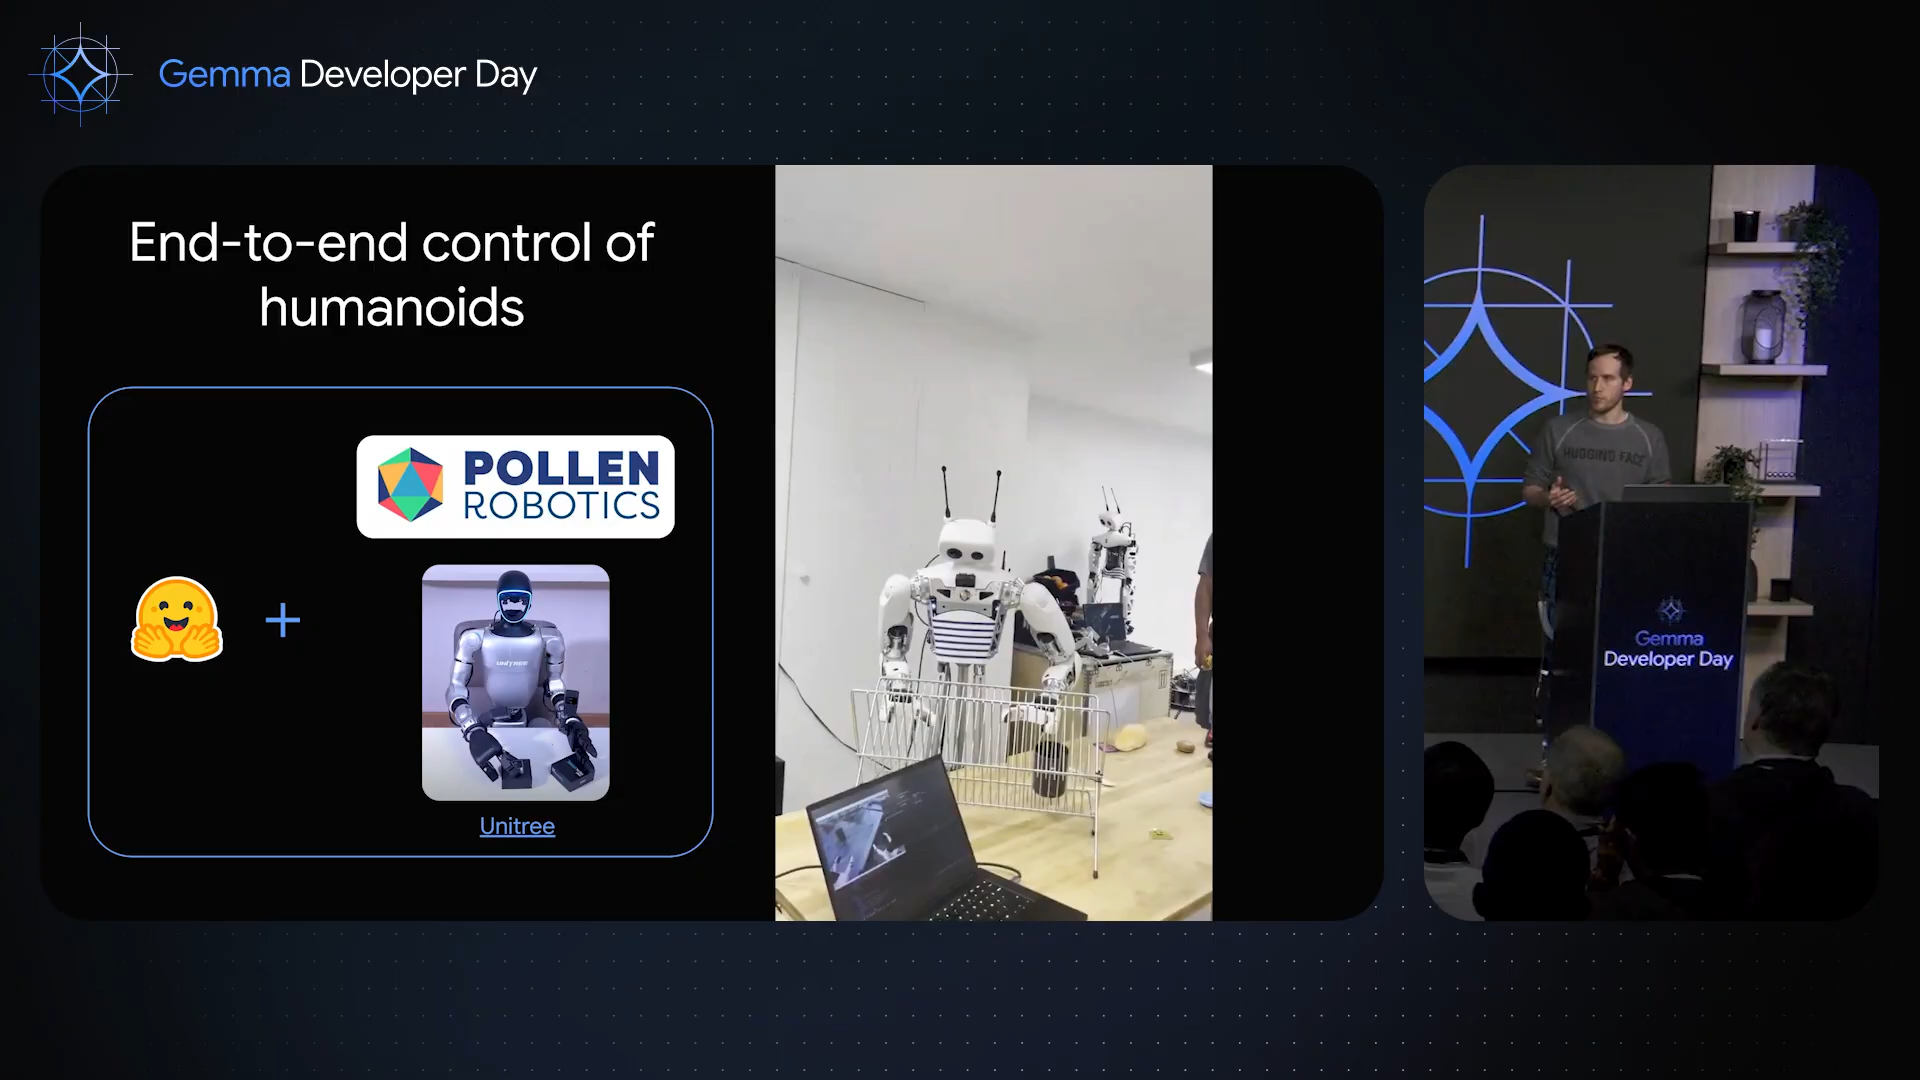 Gemma Developer Day
End-to-end control of
humanoids
POLLEN
ROBOTICS
Unitree
HUGGING FACE
Gemma
Developer Day